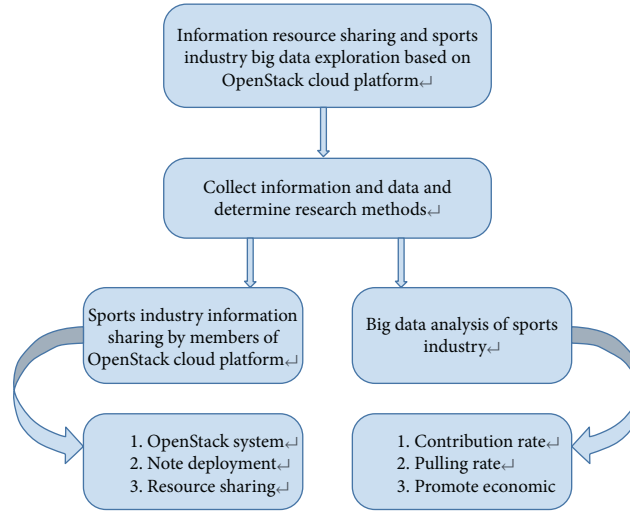 Information resource sharing and sports
industry big data exploration based on
OpenStack cloud platform↵
Collect information and data and
determine research methods↵
Sports industry information
sharing by members of
OpenStack cloud platform↵
Big data analysis of sports
industry↵
1. OpenStack system↵
2. Note deployment↵
3. Resource sharing↵
1. Contribution rate↵
2. Pulling rate↵
3. Promote economic